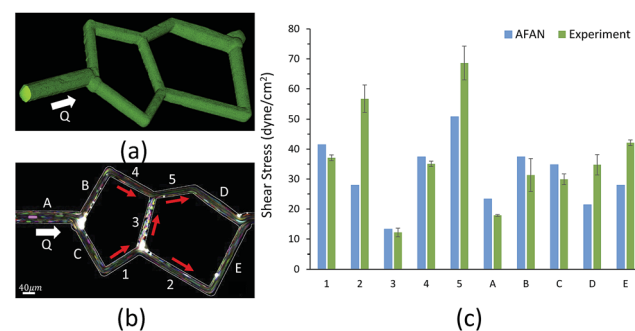 Q
(a)
A
B
4
5
D
3
C
1
2
E
Q
40μm
(b)
AFAN
Experiment
Shear Stress (dyne/cm²)
80
70
60
50
40
30
20
10
0
1 2 3 4 5 A B C D E
(c)